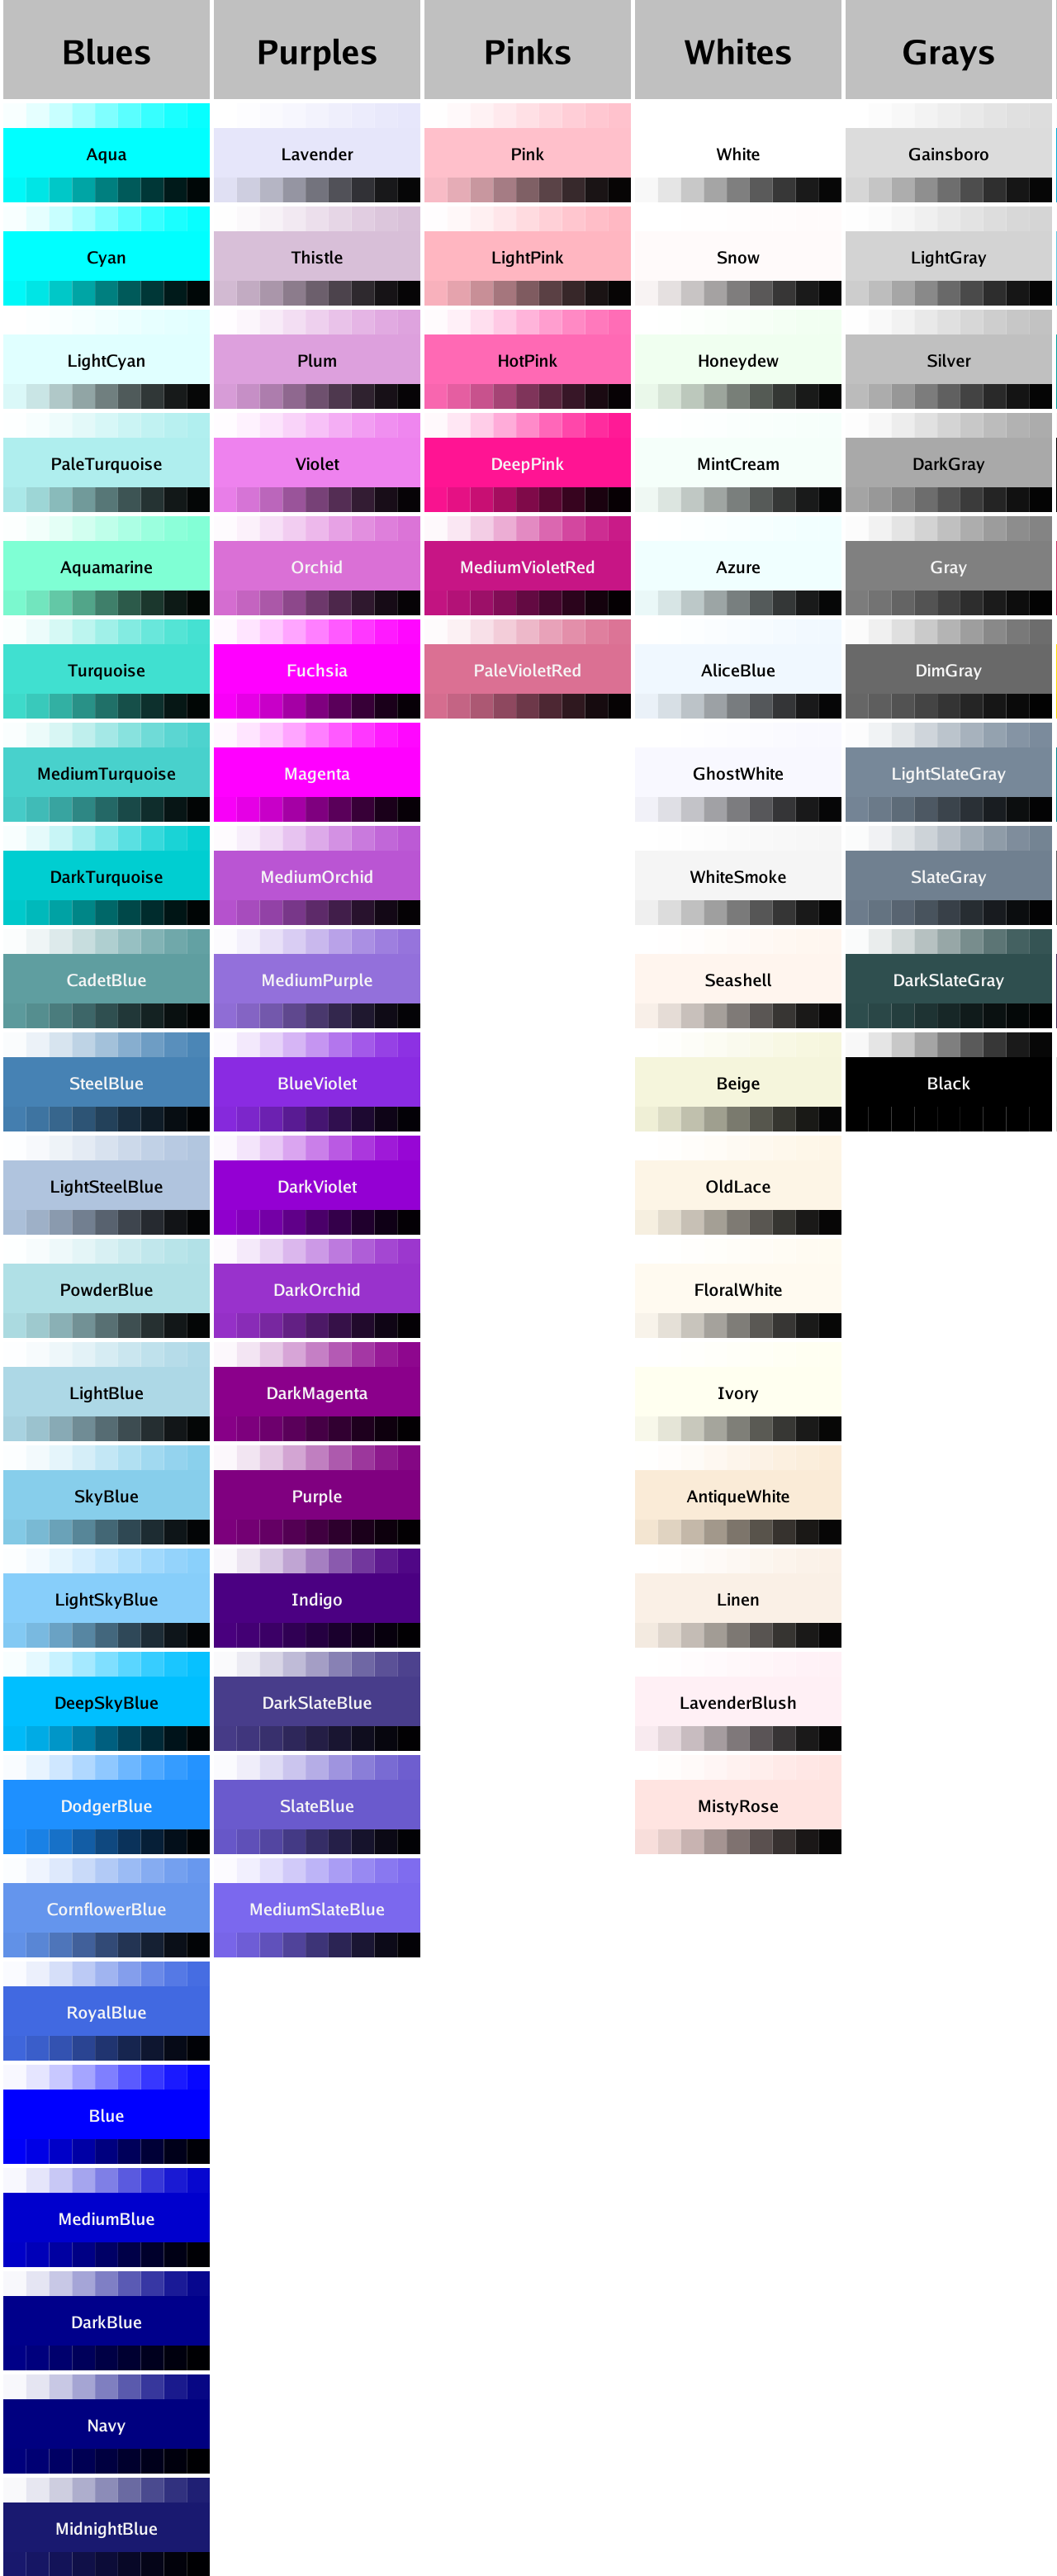 Blues Purples Pinks Whites Grays
Aqua Lavender Pink White Gainsboro
Cyan Thistle LightPink Snow LightGray
LightCyan Plum HotPink Honeydew Silver
PaleTurquoise Violet DeepPink MintCream DarkGray
Aquamarine Orchid MediumVioletRed Azure Gray
Turquoise Fuchsia PaleVioletRed AliceBlue DimGray
MediumTurquoise Magenta GhostWhite LightSlateGray
DarkTurquoise MediumOrchid WhiteSmoke SlateGray
CadetBlue MediumPurple Seashell DarkSlateGray
SteelBlue BlueViolet Beige Black
LightSteelBlue DarkViolet OldLace
PowderBlue DarkOrchid FloralWhite
LightBlue DarkMagenta Ivory
SkyBlue Purple AntiqueWhite
LightSkyBlue Indigo Linen
DeepSkyBlue DarkSlateBlue LavenderBlush
DodgerBlue SlateBlue MistyRose
CornflowerBlue MediumSlateBlue
RoyalBlue
Blue
MediumBlue
DarkBlue
Navy
MidnightBlue